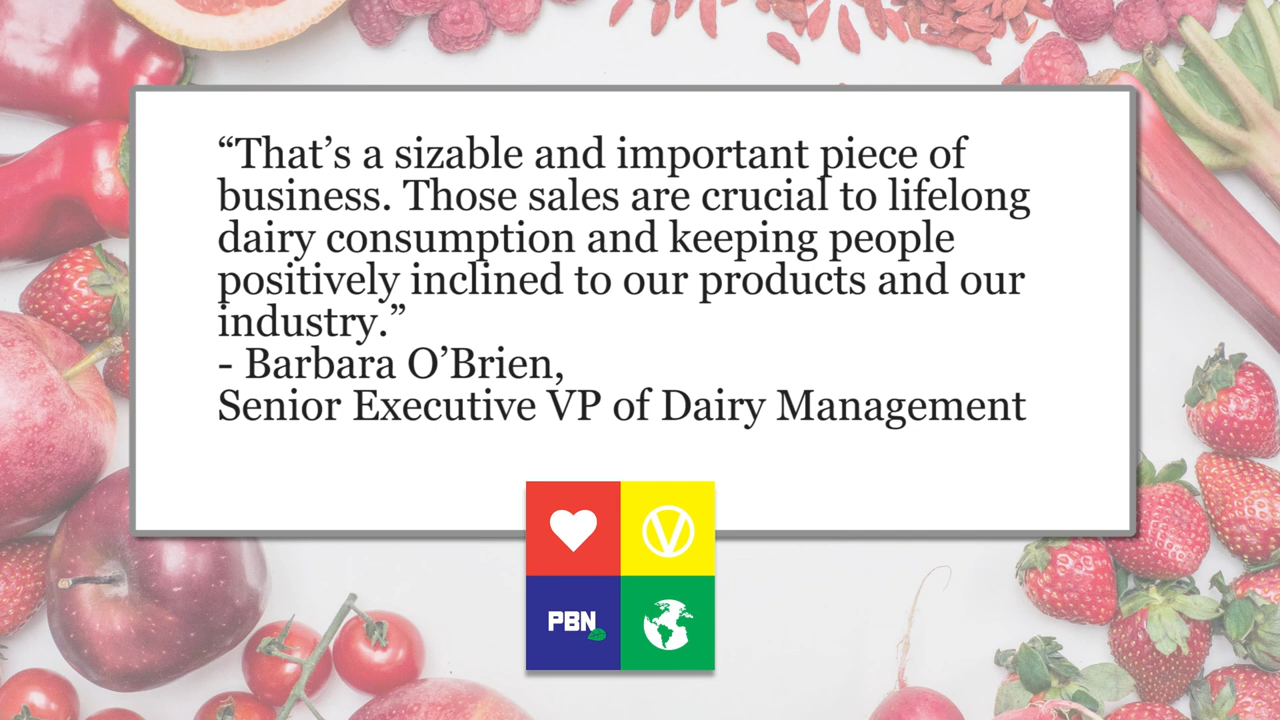 “That’s a sizable and important piece of
business. Those sales are crucial to lifelong
dairy consumption and keeping people
positively inclined to our products and our
industry.”
- Barbara O’Brien,
Senior Executive VP of Dairy Management
V
PBN